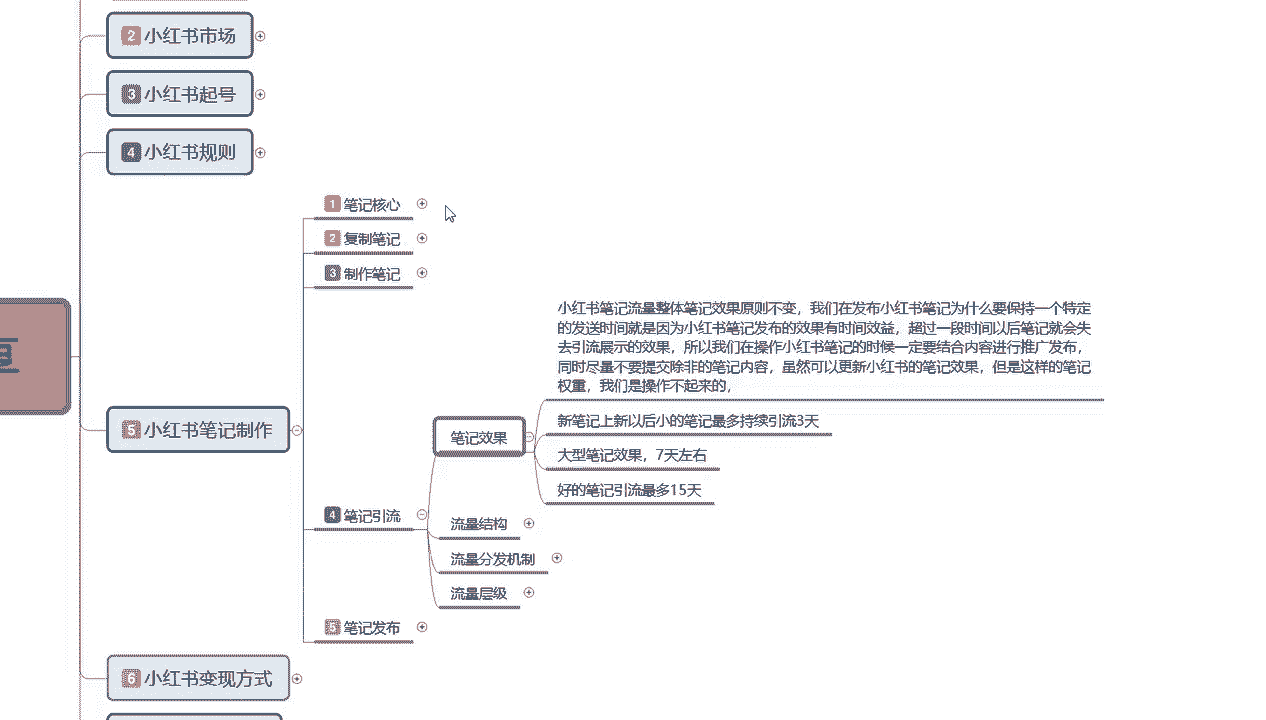 2 小红书市场
3 小红书起号
4 小红书规则
1 笔记核心
2 复制笔记
3 制作笔记
小红书笔记流量整体笔记效果原则不变，我们在发布小红书笔记为什么要保持一个特定
的发送时间就是因为小红书笔记发布的效果有时间效益，超过一段时间以后笔记就会失
去引流展示的效果，所以我们在操作小红书笔记的时候一定要结合内容进行推广发布，
同时尽量不要提交除非的笔记内容，虽然可以更新小红书的笔记效果，但是这样的笔记
权重，我们是操作不起来的，
5 小红书笔记制作
笔记效果
新笔记上新以后小的笔记最多持续引流3天
大型笔记效果，7天左右
好的笔记引流最多15天
4 笔记引流
流量结构
流量分发机制
流量层级
5 笔记发布
6 小红书变现方式